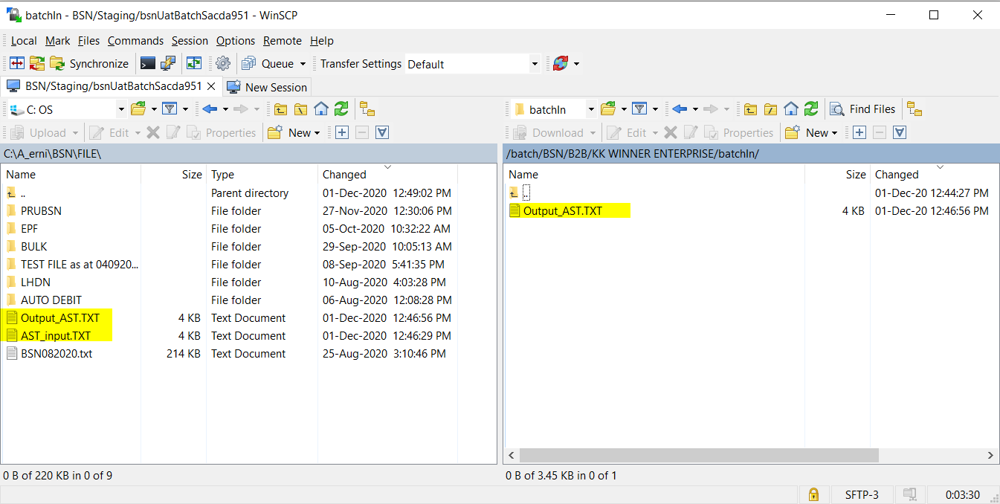 batchIn - BSN/Staging/bsnUatBatchSacda951 - WinSCP
Local Mark Files Commands Session Options Remote Help
Synchronize Queue Transfer Settings Default
BSN/Staging/bsnUatBatchSacda951 New Session
C: OS
Upload Edit Properties New
C:\A_erni\BSN\FILE\
Name Size Type Changed
.. Parent directory 01-Dec-2020 12:49:02 PM
PRUBSN File folder 27-Nov-2020 12:30:06 PM
EPF File folder 05-Oct-2020 10:32:22 AM
BULK File folder 29-Sep-2020 10:05:13 AM
TEST FILE as at 040920... File folder 08-Sep-2020 5:41:35 PM
LHDN File folder 10-Aug-2020 4:03:28 PM
AUTO DEBIT File folder 06-Aug-2020 12:08:28 PM
Output_AST.TXT 4 KB Text Document 01-Dec-2020 12:46:56 PM
AST_input.TXT 4 KB Text Document 01-Dec-2020 12:46:29 PM
BSN082020.txt 214 KB Text Document 25-Aug-2020 3:10:46 PM
0 B of 220 KB in 0 of 9
batchIn Find Files
Download Edit Properties New
/batch/BSN/B2B/KK WINNER ENTERPRISE/batchIn/
Name Size Changed
.. 01-Dec-20 12:44:27 PM
Output_AST.TXT 4 KB 01-Dec-20 12:46:56 PM
0 B of 3.45 KB in 0 of 1
SFTP-3 0:03:30